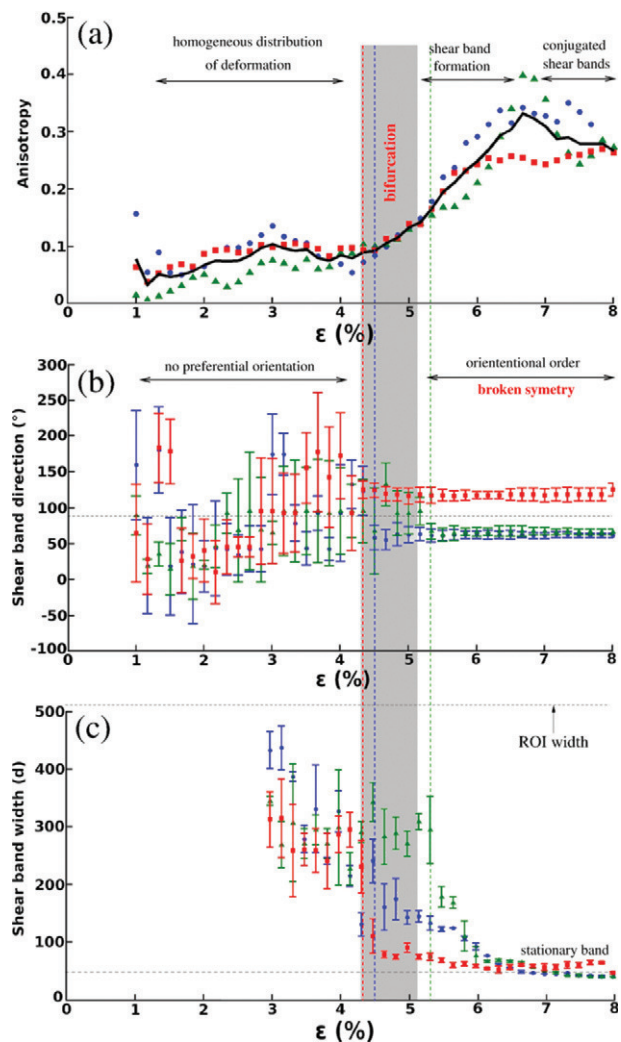 (a)
homogeneous distribution
of deformation
shear band
formation
conjugated
shear bands
bifurcation
Anisotropy
0.5
0.4
0.3
0.2
0.1
0
0 1 2 3 4 5 6 7 8
ε (%)
(b)
no preferential orientation
oriententional order
broken symetry
Shear band direction (°)
300
250
200
150
100
50
0
-50
-100
0 1 2 3 4 5 6 7 8
ε (%)
(c)
ROI width
stationary band
Shear band width (d)
500
400
300
200
100
0
0 1 2 3 4 5 6 7 8
ε (%)